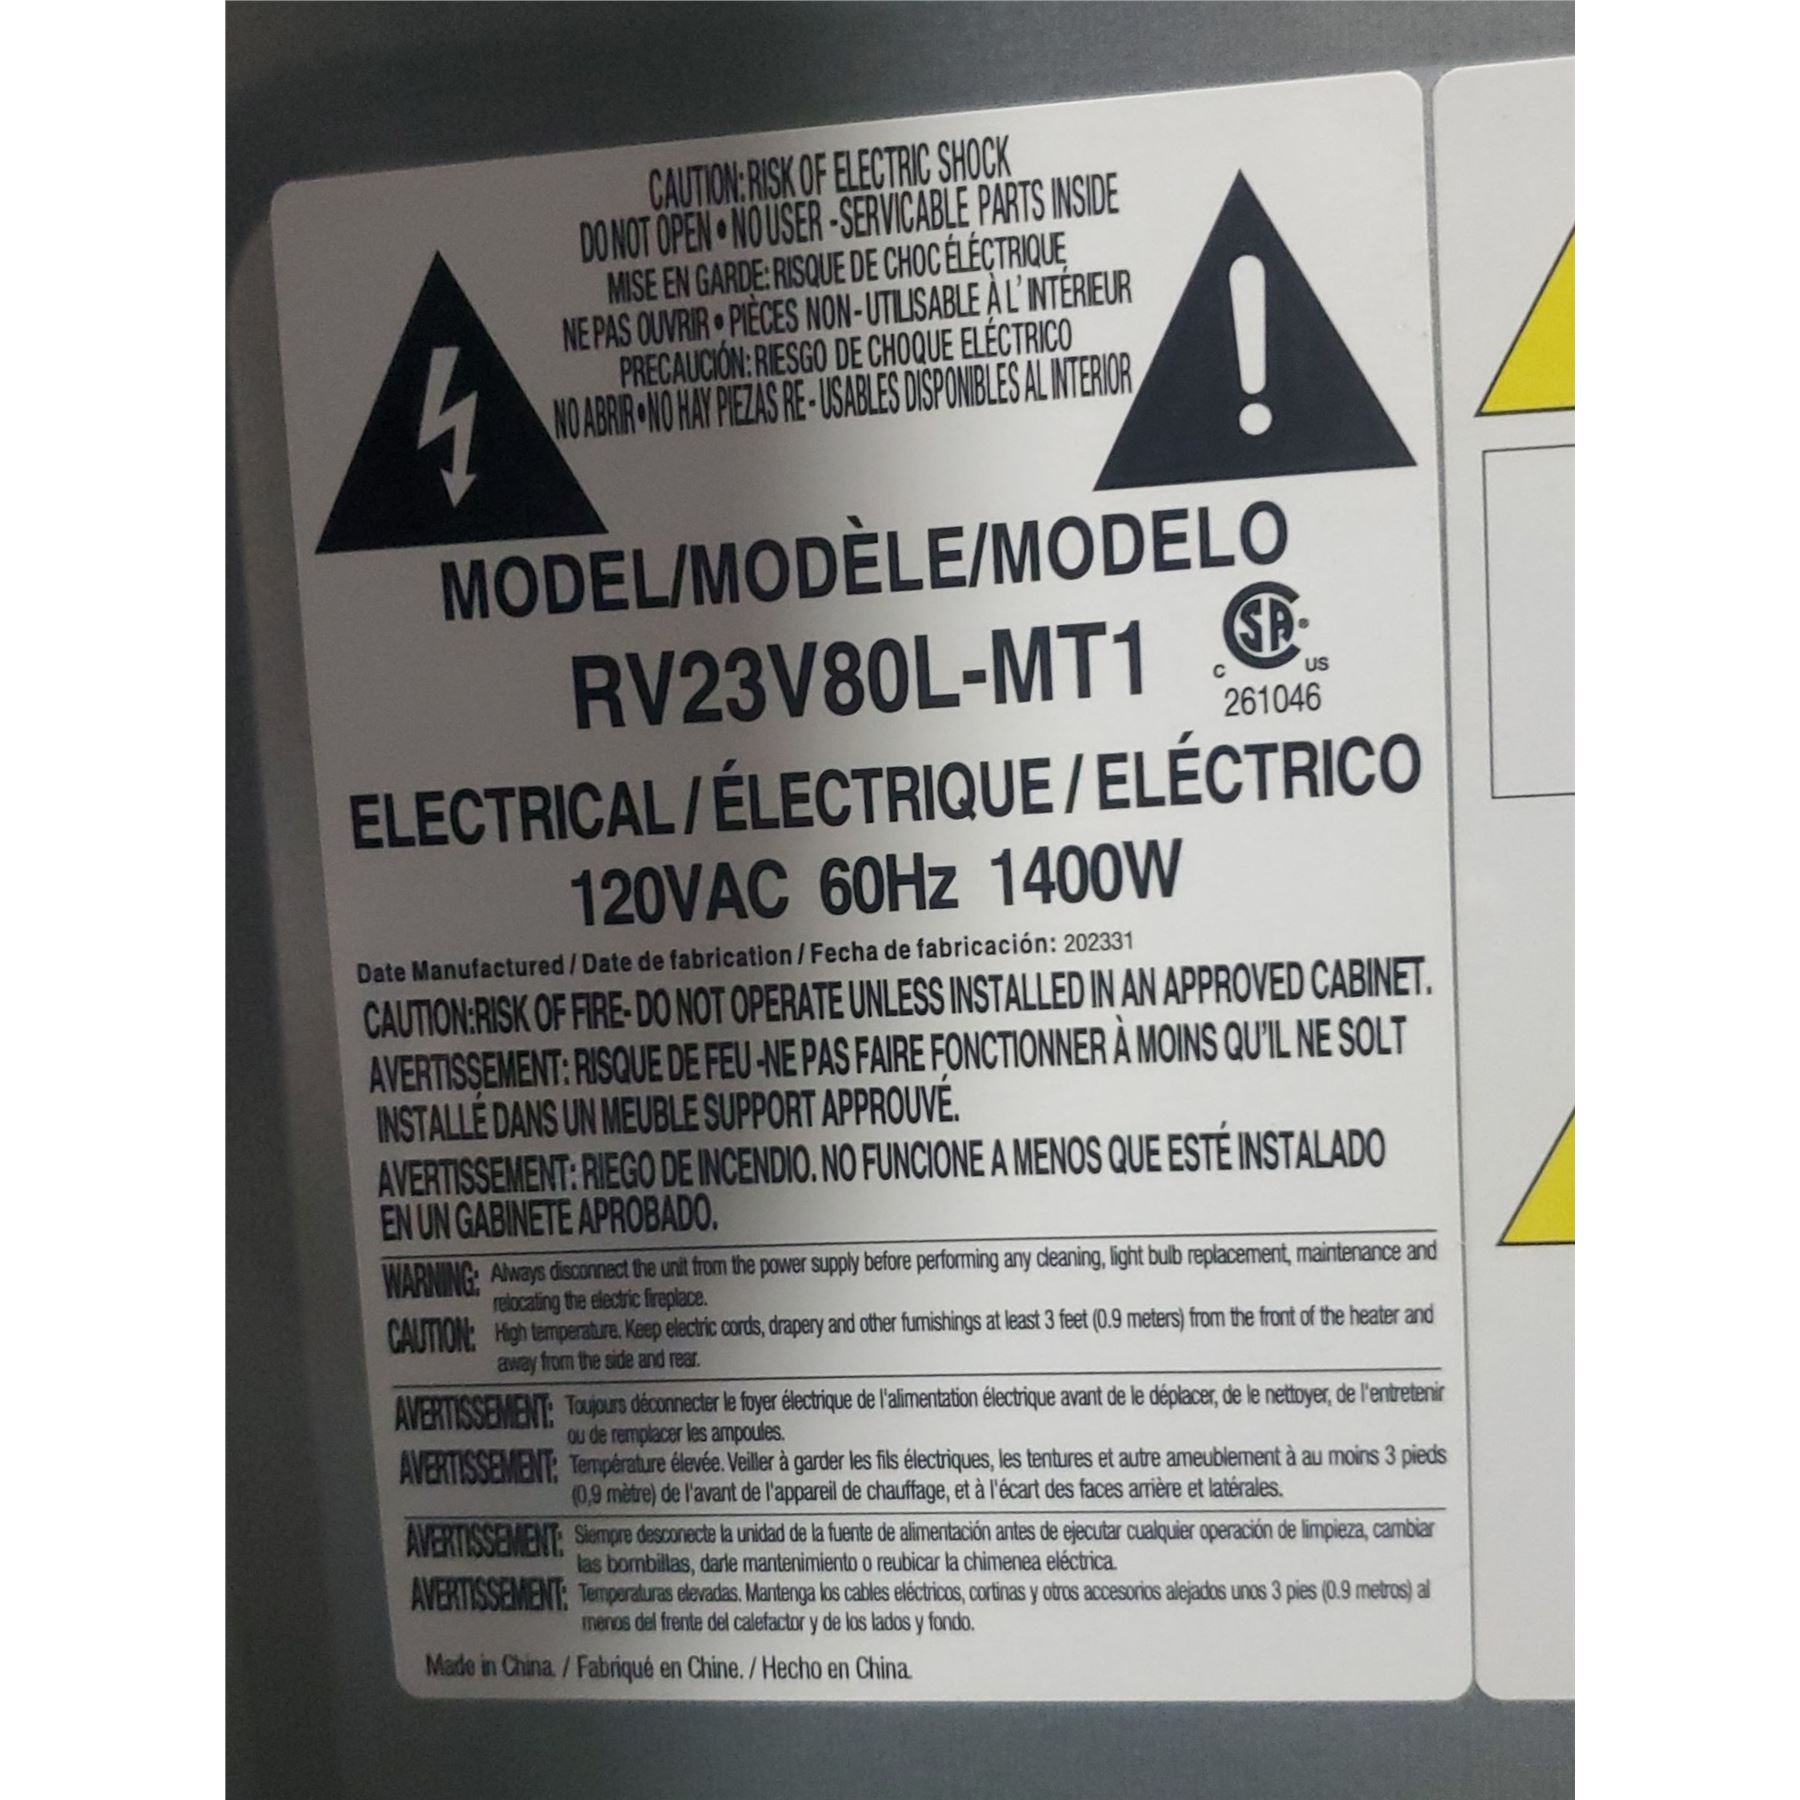 CAUTION: RISK OF ELECTRIC SHOCK
DO NOT OPEN • NO USER - SERVICABLE PARTS INSIDE
MISE EN GARDE: RISQUE DE CHOC ÉLÉCTRIQUE
NE PAS OUVRIR • PIÈCES NON - UTILISABLE À L' INTÉRIEUR
PRECAUCIÓN: RIESGO DE CHOQUE ELÉCTRICO
NO ABRIR • NO HAY PIEZAS RE - USABLES DISPONIBLES AL INTERIOR
MODEL/MODÈLE/MODELO
RV23V80L-MT1
CSA®
C US
261046
ELECTRICAL / ÉLECTRIQUE / ELÉCTRICO
120VAC 60Hz 1400W
Date Manufactured / Date de fabrication / Fecha de fabricación: 202331
CAUTION:RISK OF FIRE- DO NOT OPERATE UNLESS INSTALLED IN AN APPROVED CABINET.
AVERTISSEMENT: RISQUE DE FEU -NE PAS FAIRE FONCTIONNER À MOINS QU'IL NE SOLT
INSTALLÉ DANS UN MEUBLE SUPPORT APPROUVÉ.
AVERTISSEMENT: RIEGO DE INCENDIO. NO FUNCIONE A MENOS QUE ESTÉ INSTALADO
EN UN GABINETE APROBADO.
WARNING: Always disconnect the unit from the power supply before performing any cleaning, light bulb replacement, maintenance and
relocating the electric fireplace.
CAUTION: High temperature. Keep electric cords, drapery and other furnishings at least 3 feet (0.9 meters) from the front of the heater and
away from the side and rear.
AVERTISSEMENT: Toujours déconnecter le foyer électrique de l'alimentation électrique avant de le déplacer, de le nettoyer, de l'entretenir
ou de remplacer les ampoules.
AVERTISSEMENT: Température élevée. Veiller à garder les fils électriques, les tentures et autre ameublement à au moins 3 pieds
(0,9 mètre) de l'avant de l'appareil de chauffage, et à l'écart des faces arrière et latérales.
AVERTISSEMENT: Siempre desconecte la unidad de la fuente de alimentación antes de ejecutar cualquier operación de limpieza, cambiar
las bombillas, darle mantenimiento o reubicar la chimenea eléctrica.
AVERTISSEMENT: Temperaturas elevadas. Mantenga los cables eléctricos, cortinas y otros accesorios alejados unos 3 pies (0.9 metros) al
menos del frente del calefactor y de los lados y fondo.
Made in China. / Fabriqué en Chine. / Hecho en China.